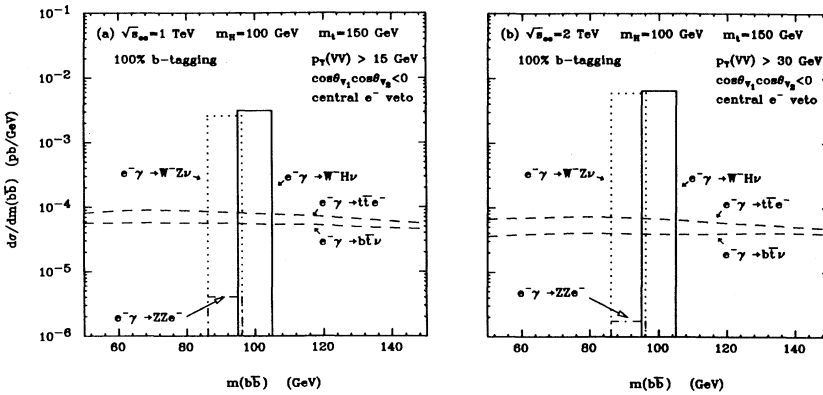 (a) √s_ee=1 TeV m_H=100 GeV m_t=150 GeV
100% b-tagging
p_T(VV) > 15 GeV
cosθ_V1cosθ_V2<0
central e⁻ veto
e⁻γ→W⁻Zν
e⁻γ→W⁻Hν
e⁻γ→tt̅e⁻
e⁻γ→bt̅ν
e⁻γ→ZZe⁻
dσ/dm(bb̅) (pb/GeV)
10⁻¹
10⁻²
10⁻³
10⁻⁴
10⁻⁵
10⁻⁶
60 80 100 120 140
m(bb̅) (GeV)
(b) √s_ee=2 TeV m_H=100 GeV m_t=150 GeV
100% b-tagging
p_T(VV) > 30 GeV
cosθ_V1cosθ_V2<0
central e⁻ veto
e⁻γ→W⁻Zν
e⁻γ→W⁻Hν
e⁻γ→tt̅e⁻
e⁻γ→bt̅ν
e⁻γ→ZZe⁻
60 80 100 120 140
m(bb̅) (GeV)